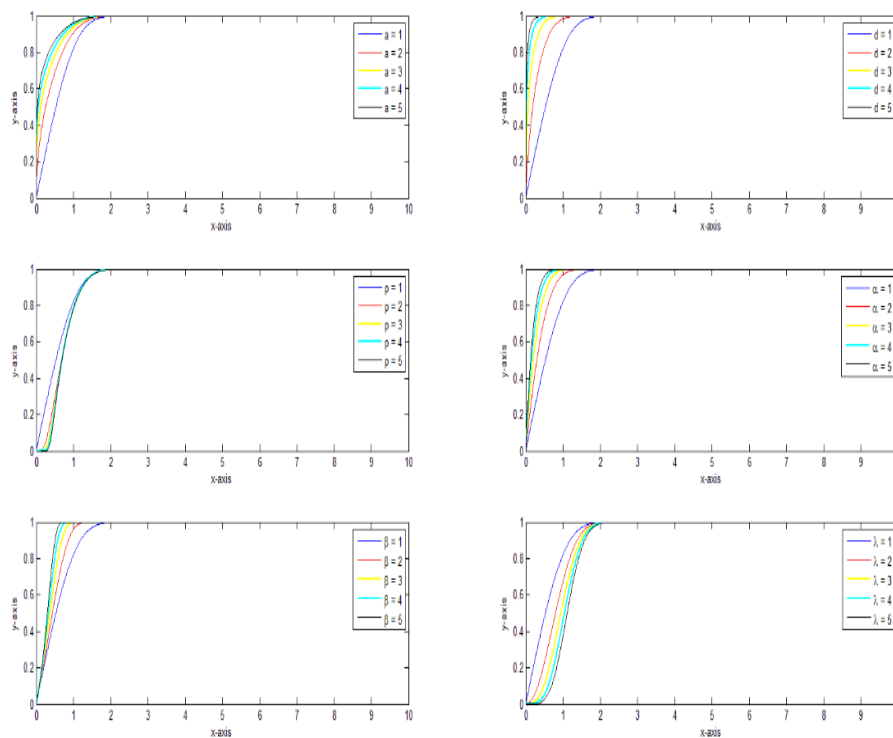 1
0.8
0.6
0.4
0.2
0
y-axis
0 1 2 3 4 5 6 7 8 9 10
x-axis
a = 1
a = 2
a = 3
a = 4
a = 5
1
0.8
0.6
0.4
0.2
0
y-axis
0 1 2 3 4 5 6 7 8 9
x-axis
d = 1
d = 2
d = 3
d = 4
d = 5
1
0.8
0.6
0.4
0.2
0
y-axis
0 1 2 3 4 5 6 7 8 9 10
x-axis
p = 1
p = 2
p = 3
p = 4
p = 5
1
0.8
0.6
0.4
0.2
0
y-axis
0 1 2 3 4 5 6 7 8 9
x-axis
α = 1
α = 2
α = 3
α = 4
α = 5
1
0.8
0.6
0.4
0.2
0
y-axis
0 1 2 3 4 5 6 7 8 9 10
x-axis
β = 1
β = 2
β = 3
β = 4
β = 5
1
0.8
0.6
0.4
0.2
0
y-axis
0 1 2 3 4 5 6 7 8 9
x-axis
λ = 1
λ = 2
λ = 3
λ = 4
λ = 5